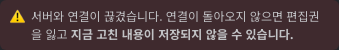 서버와 연결이 끊겼습니다. 연결이 돌아오지 않으면 편집권
을 잃고 지금 고친 내용이 저장되지 않을 수 있습니다.